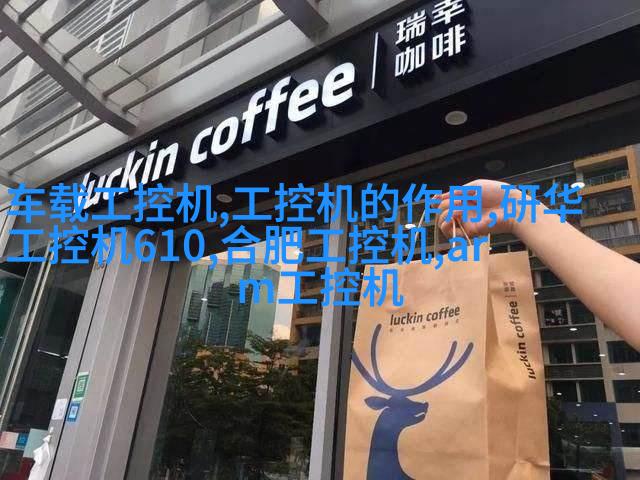 luckin coffee
瑞幸
咖啡
车载工控机,工控机的作用,研华
工控机610,合肥工控机,ar
m工控机
luckin coffee
luckin coffee